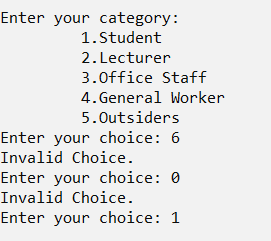 Enter your category:
1.Student
2.Lecturer
3.Office Staff
4.General Worker
5.Outsiders
Enter your choice: 6
Invalid Choice.
Enter your choice: 0
Invalid Choice.
Enter your choice: 1